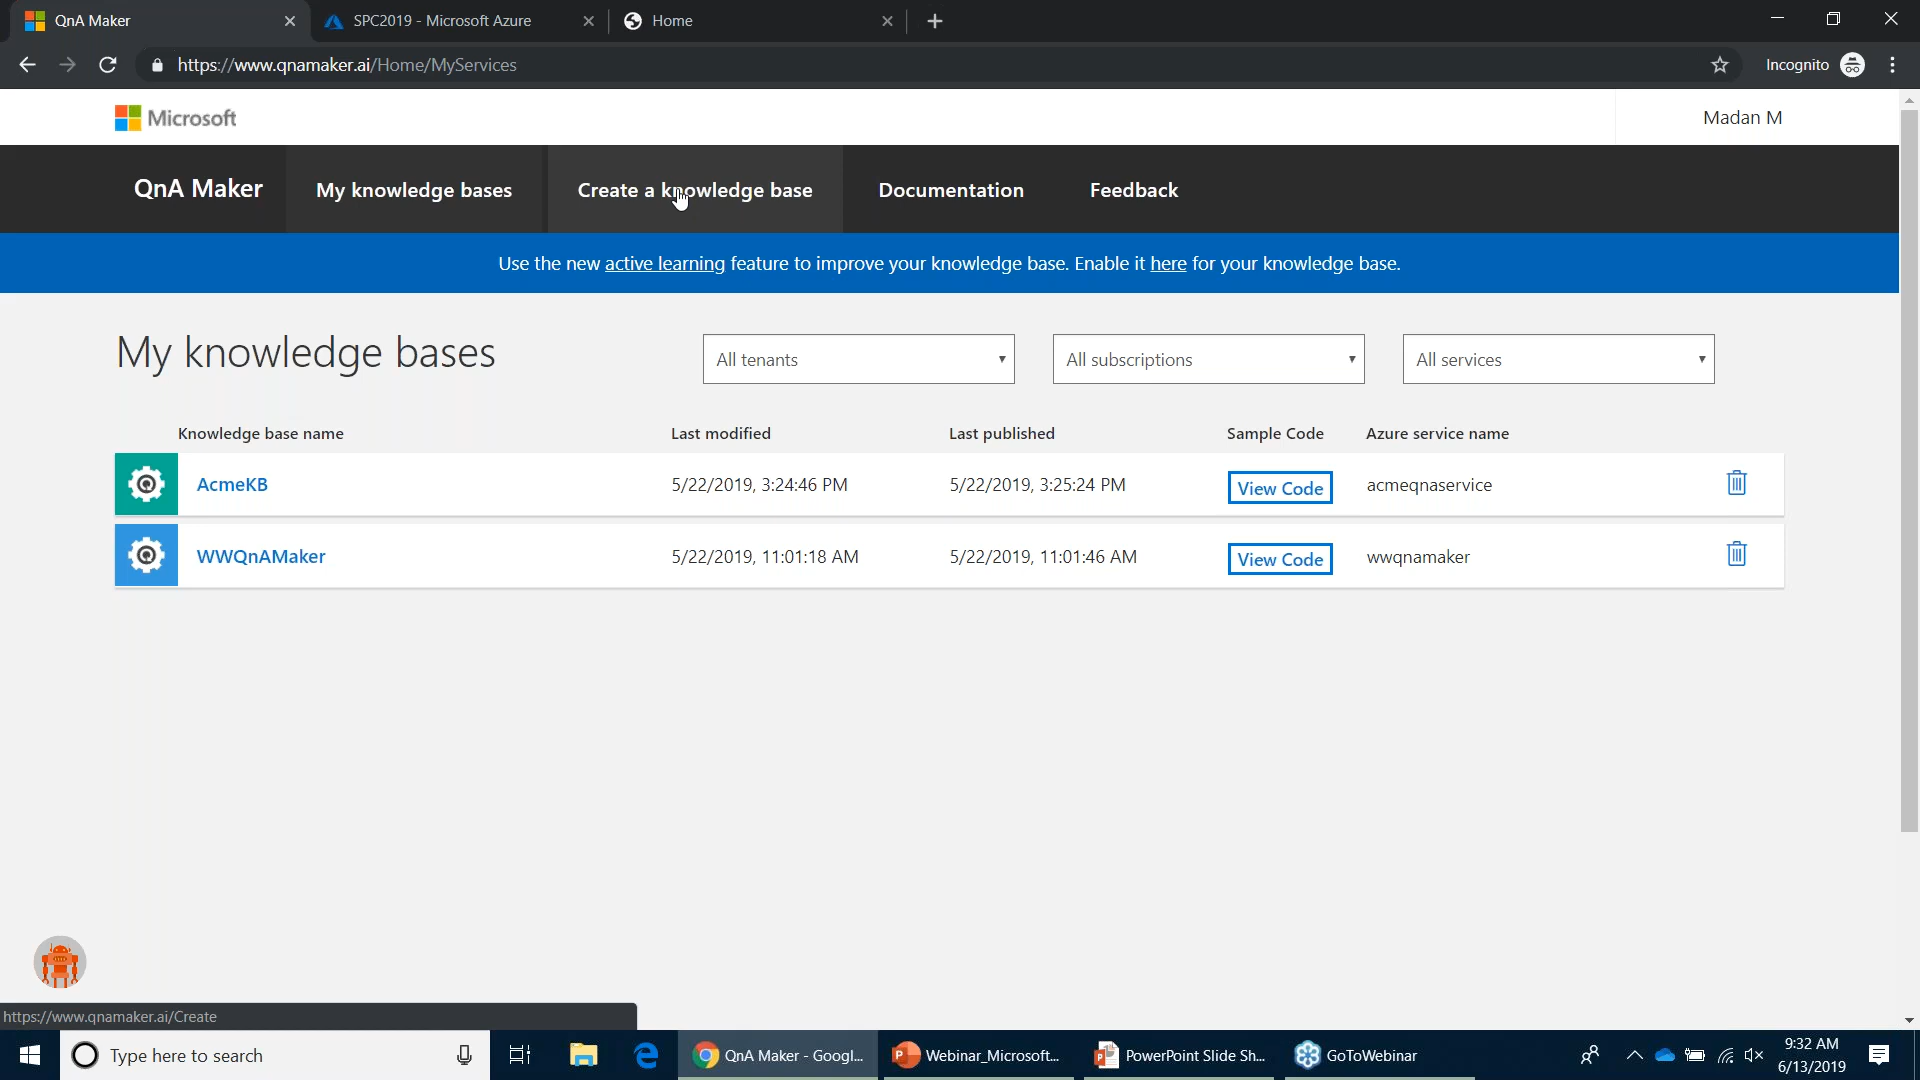 QnA Maker
SPC2019 - Microsoft Azure
Home
https://www.qnamaker.ai/Home/MyServices
Incognito
Microsoft
Madan M
QnA Maker
My knowledge bases
Create a knowledge base
Documentation
Feedback
Use the new active learning feature to improve your knowledge base. Enable it here for your knowledge base.
My knowledge bases
All tenants
All subscriptions
All services
Knowledge base name
Last modified
Last published
Sample Code
Azure service name
AcmeKB
5/22/2019, 3:24:46 PM
5/22/2019, 3:25:24 PM
View Code
acmeqnaservice
WWQnAMaker
5/22/2019, 11:01:18 AM
5/22/2019, 11:01:46 AM
View Code
wwqnamaker
https://www.qnamaker.ai/Create
Type here to search
QnA Maker - Googl...
Webinar_Microsoft...
PowerPoint Slide Sh...
GoToWebinar
9:32 AM
6/13/2019